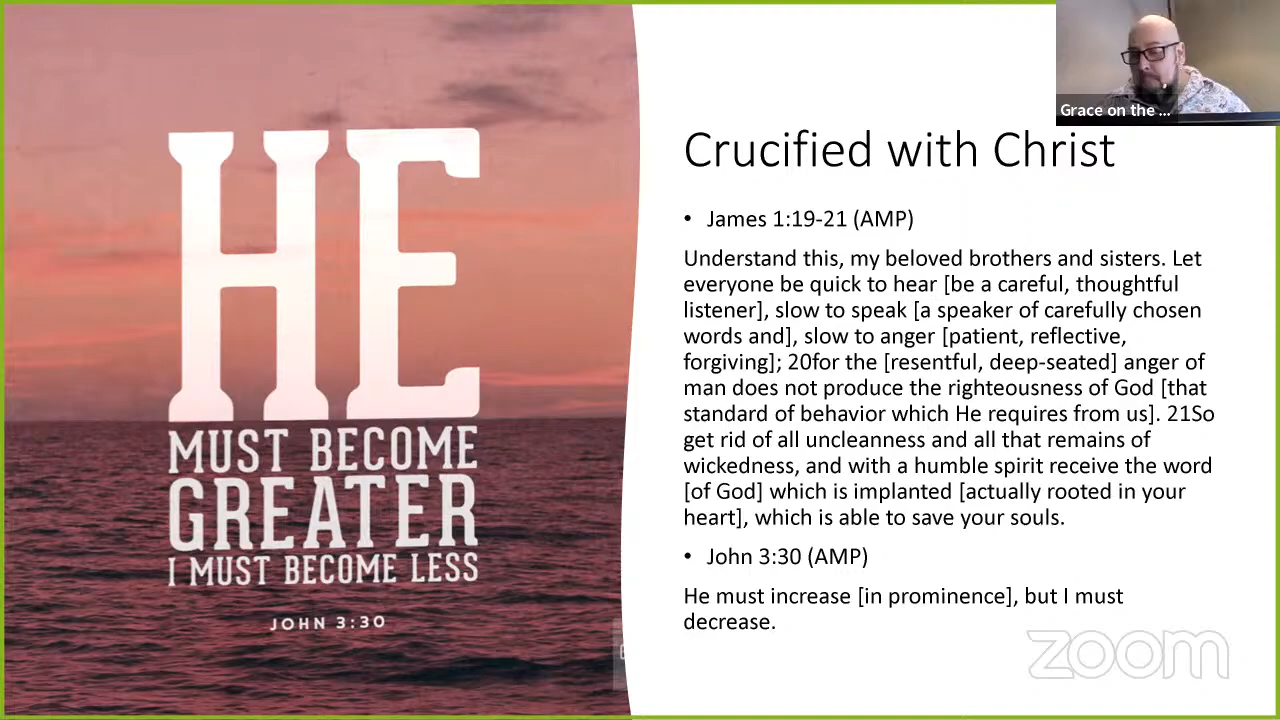 HE
MUST BECOME
GREATER
I MUST BECOME LESS
JOHN 3:30
Grace on the ...
Crucified with Christ
• James 1:19-21 (AMP)
Understand this, my beloved brothers and sisters. Let
everyone be quick to hear [be a careful, thoughtful
listener], slow to speak [a speaker of carefully chosen
words and], slow to anger [patient, reflective,
forgiving]; 20for the [resentful, deep-seated] anger of
man does not produce the righteousness of God [that
standard of behavior which He requires from us]. 21So
get rid of all uncleanness and all that remains of
wickedness, and with a humble spirit receive the word
[of God] which is implanted [actually rooted in your
heart], which is able to save your souls.
• John 3:30 (AMP)
He must increase [in prominence], but I must
decrease.
zoom